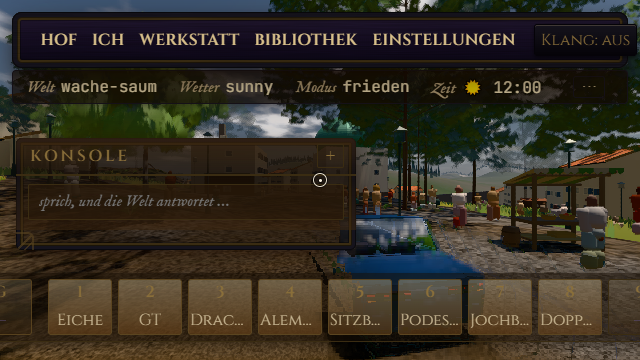 HOF ICH WERKSTATT BIBLIOTHEK EINSTELLUNGEN KLANG: AUS
Welt wache-saum Wetter sunny Modus frieden Zeit 12:00 ...
KONSOLE +
sprich, und die Welt antwortet ...
1 2 3 4 5 6 7 8 9
EICHE GT DRAC... ALEM... SITZB... PODES... JOCHB... DOPP...